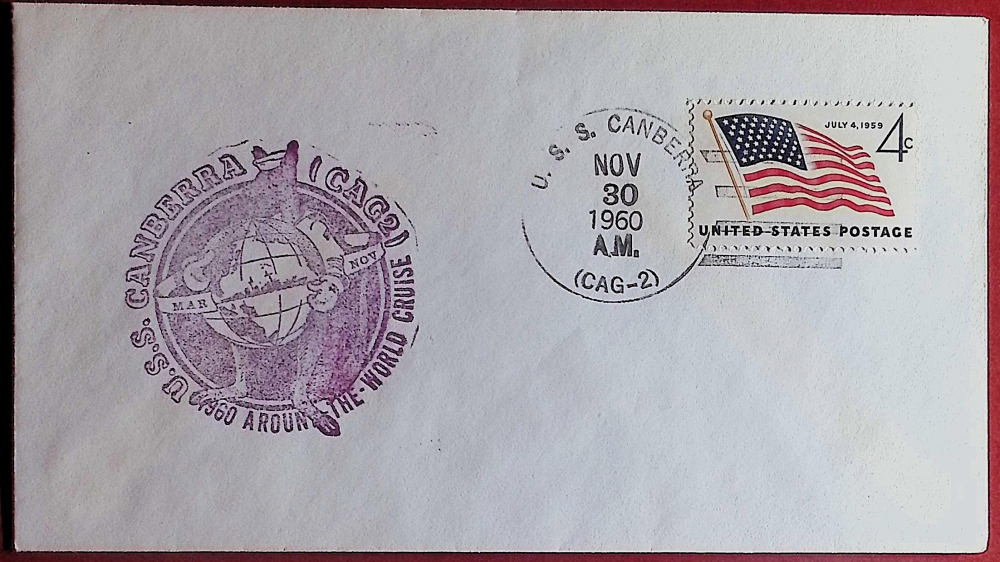 U.S.S. CANBERRA (CAG2)
MAR
NOV
1960 AROUND THE WORLD CRUISE
U. S. S. CANBERRA
NOV
30
1960
A.M.
(CAG-2)
JULY 4, 1959
4c
UNITED STATES POSTAGE